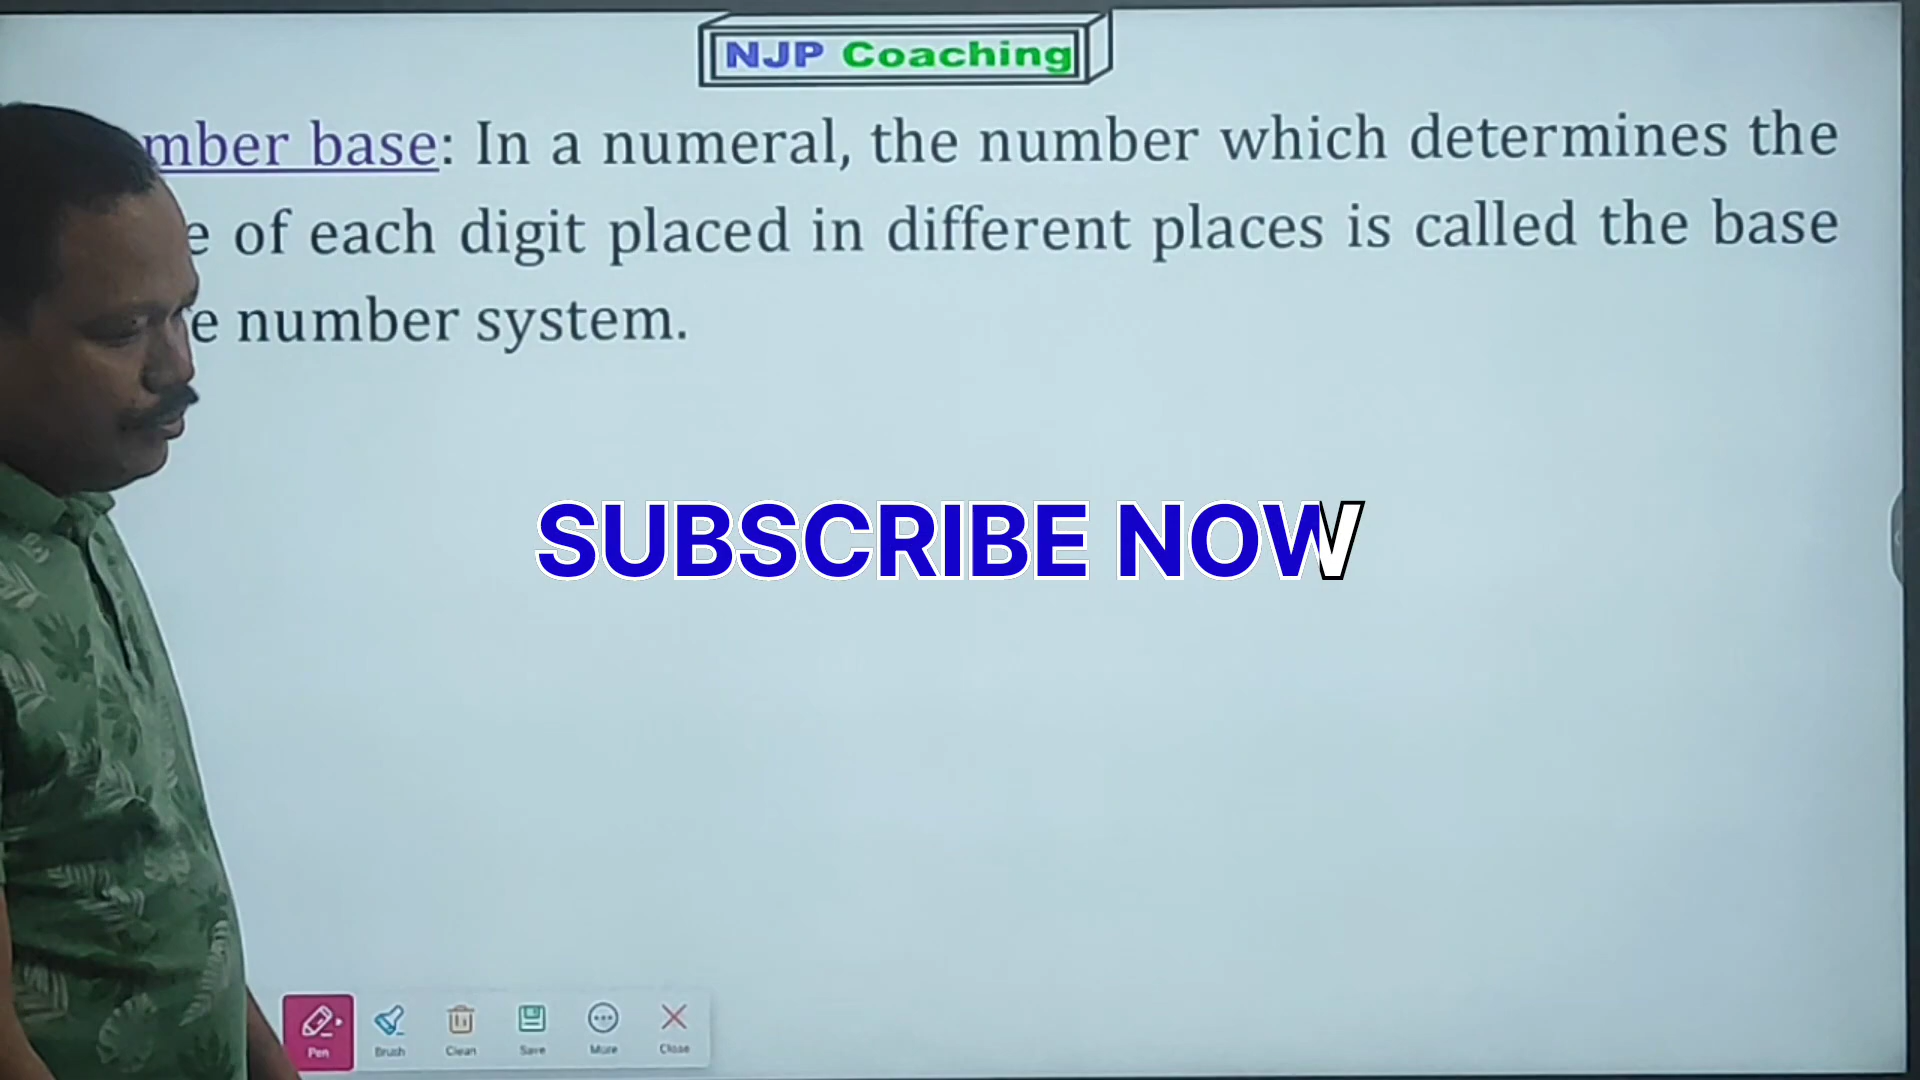 NJP Coaching
mber base: In a numeral, the number which determines the
e of each digit placed in different places is called the base
e number system.
SUBSCRIBE NOW
Pen Brush Clean Save More Close